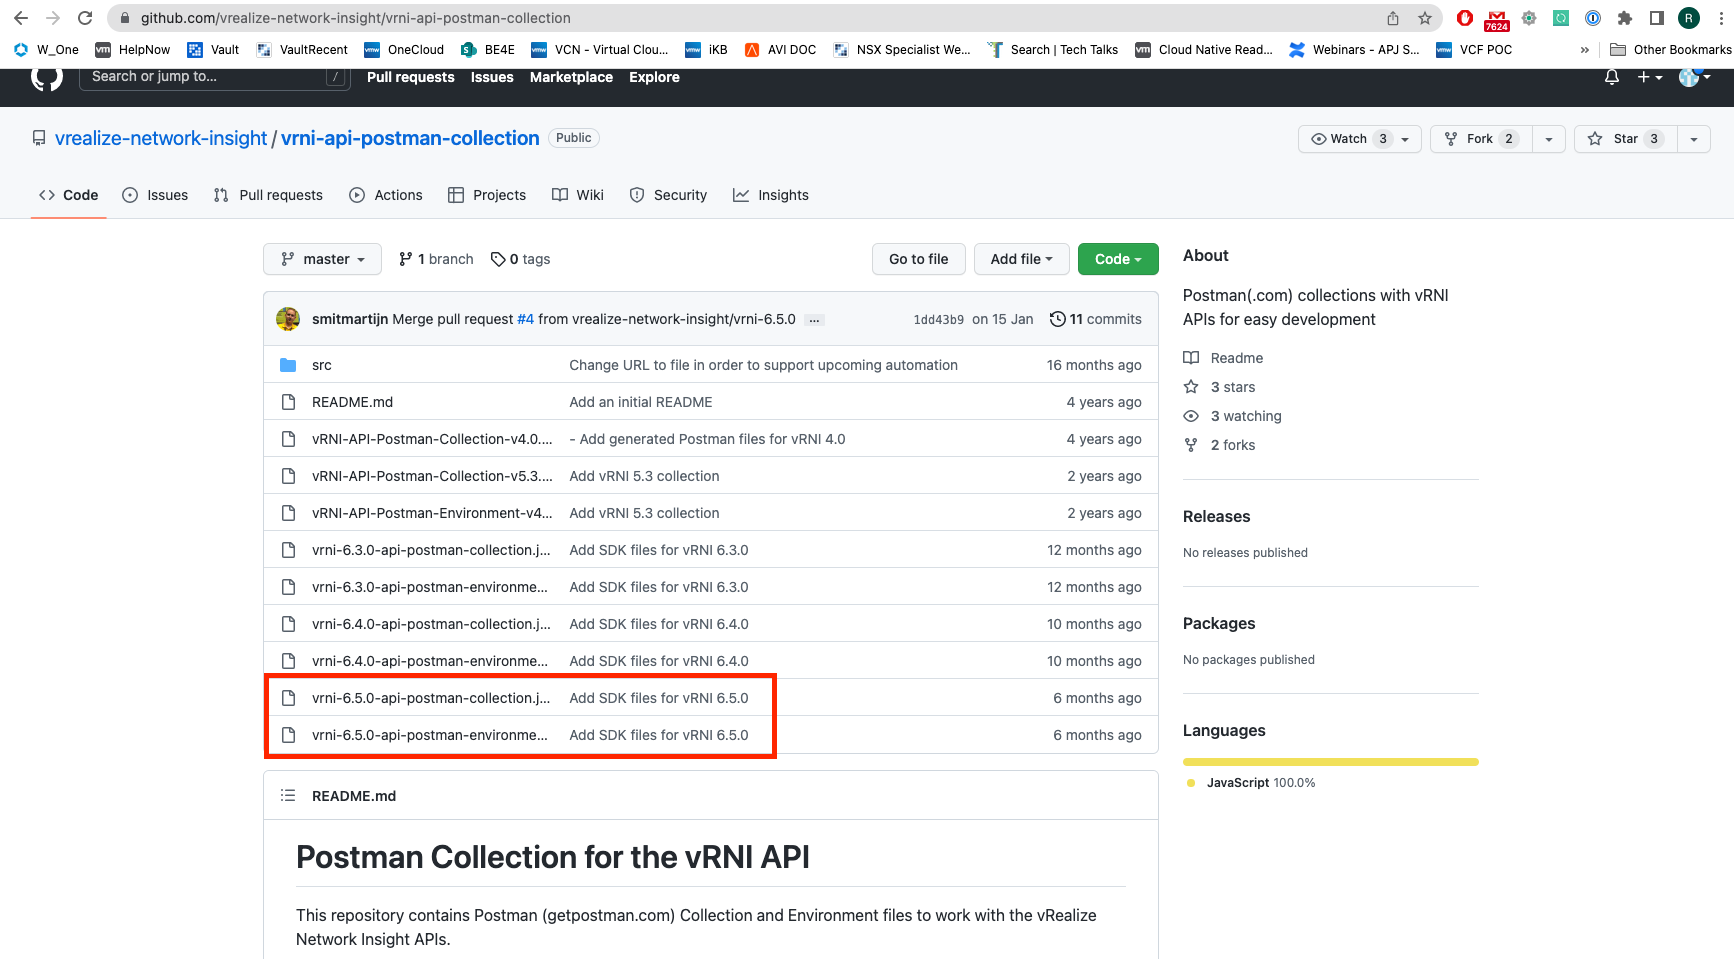 github.com/vrealize-network-insight/vrni-api-postman-collection
7624
R
W_One
vm HelpNow
Vault
VaultRecent
vmw OneCloud
S BE4E
vmw VCN - Virtual Clou...
vmw iKB
AVI DOC
NSX Specialist We...
Search | Tech Talks
vm Cloud Native Read...
Webinars - APJ S...
vmw VCF POC
»
Other Bookmarks
Search or jump to...
/
Pull requests
Issues
Marketplace
Explore
vrealize-network-insight / vrni-api-postman-collection
Public
Watch 3
Fork 2
Star 3
Code
Issues
Pull requests
Actions
Projects
Wiki
Security
Insights
master
1 branch
0 tags
Go to file
Add file
Code
smitmartijn Merge pull request #4 from vrealize-network-insight/vrni-6.5.0 ...
1dd43b9 on 15 Jan
11 commits
src Change URL to file in order to support upcoming automation 16 months ago
README.md Add an initial README 4 years ago
vRNI-API-Postman-Collection-v4.0.... - Add generated Postman files for vRNI 4.0 4 years ago
vRNI-API-Postman-Collection-v5.3.... Add vRNI 5.3 collection 2 years ago
vRNI-API-Postman-Environment-v4... Add vRNI 5.3 collection 2 years ago
vrni-6.3.0-api-postman-collection.j... Add SDK files for vRNI 6.3.0 12 months ago
vrni-6.3.0-api-postman-environme... Add SDK files for vRNI 6.3.0 12 months ago
vrni-6.4.0-api-postman-collection.j... Add SDK files for vRNI 6.4.0 10 months ago
vrni-6.4.0-api-postman-environme... Add SDK files for vRNI 6.4.0 10 months ago
vrni-6.5.0-api-postman-collection.j... Add SDK files for vRNI 6.5.0 6 months ago
vrni-6.5.0-api-postman-environme... Add SDK files for vRNI 6.5.0 6 months ago
README.md
Postman Collection for the vRNI API
This repository contains Postman (getpostman.com) Collection and Environment files to work with the vRealize
Network Insight APIs.
About
Postman(.com) collections with vRNI
APIs for easy development
Readme
3 stars
3 watching
2 forks
Releases
No releases published
Packages
No packages published
Languages
JavaScript 100.0%